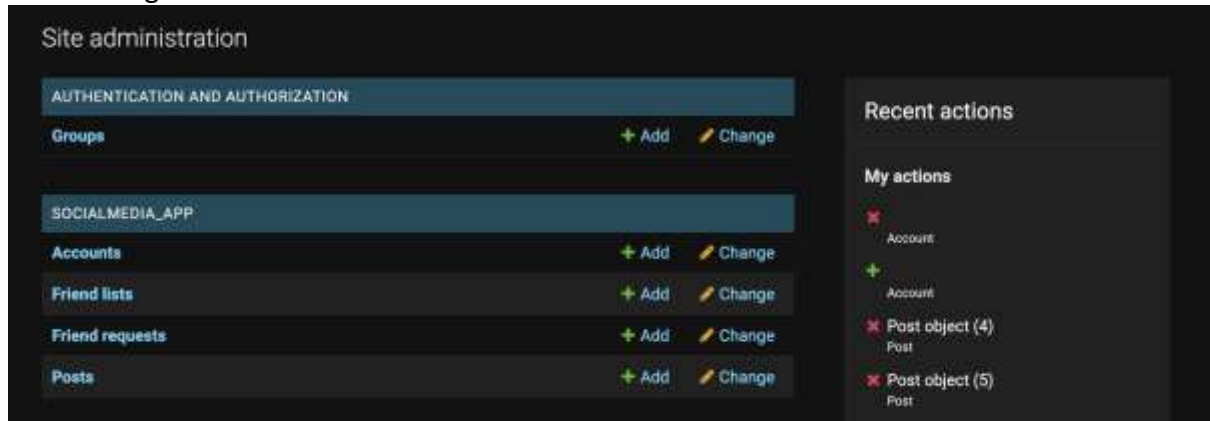 Site administration
AUTHENTICATION AND AUTHORIZATION
Groups + Add Change
SOCIALMEDIA_APP
Accounts + Add Change
Friend lists + Add Change
Friend requests + Add Change
Posts + Add Change
Recent actions
My actions
Account
Account
Post object (4)
Post
Post object (5)
Post